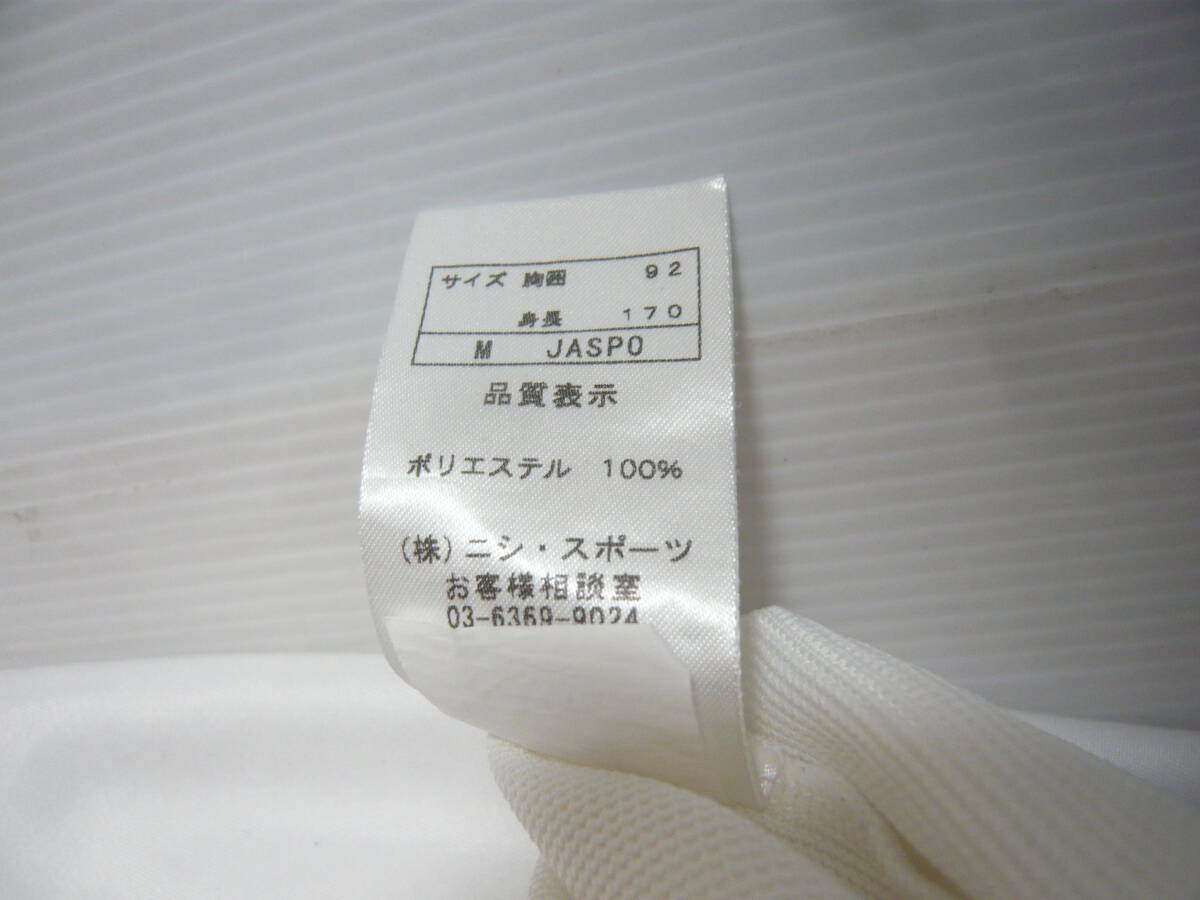 サイズ 胸囲 92
身長 170
M JASPO
品質表示
ポリエステル 100%
(株)ニシ・スポーツ
お客様相談室
03-6369-9024